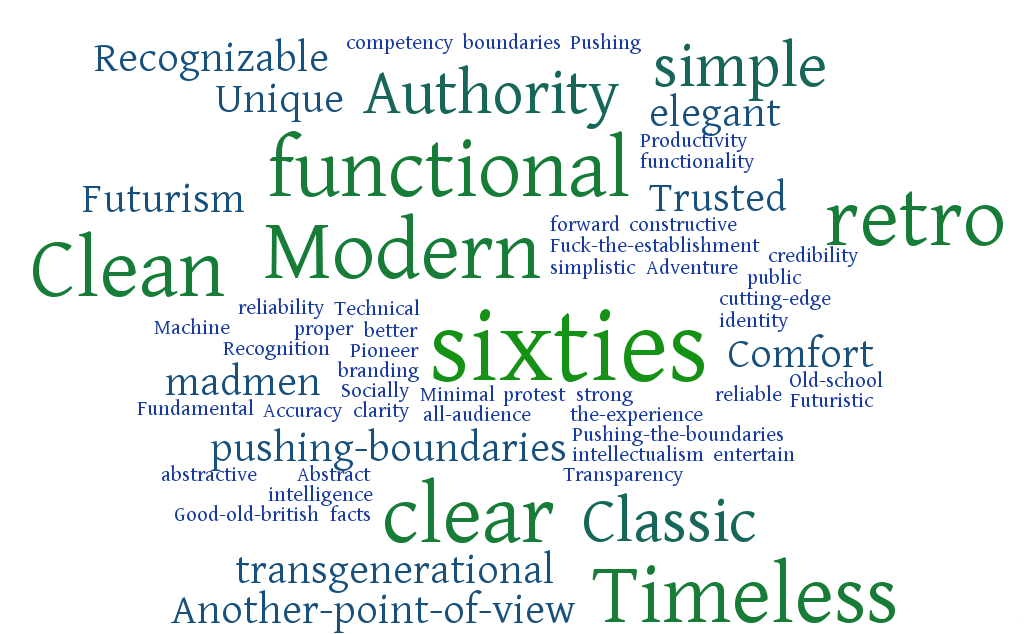 competency boundaries Pushing
Recognizable
simple
Unique
Authority
elegant
functional
Productivity
functionality
Futurism
Trusted
retro
Clean
Modern
forward constructive
Fuck-the-establishment
credibility
simplistic Adventure
public
cutting-edge
identity
reliability Technical
Machine
proper better
sixties
Recognition Pioneer
Comfort
branding
madmen
Socially
Minimal protest strong
reliable
Old-school
Futuristic
Fundamental Accuracy clarity
all-audience
the-experience
pushing-boundaries
Pushing-the-boundaries
intellectualism entertain
abstractive Abstract
Transparency
intelligence
Good-old-british facts
clear
Classic
transgenerational
Timeless
Another-point-of-view